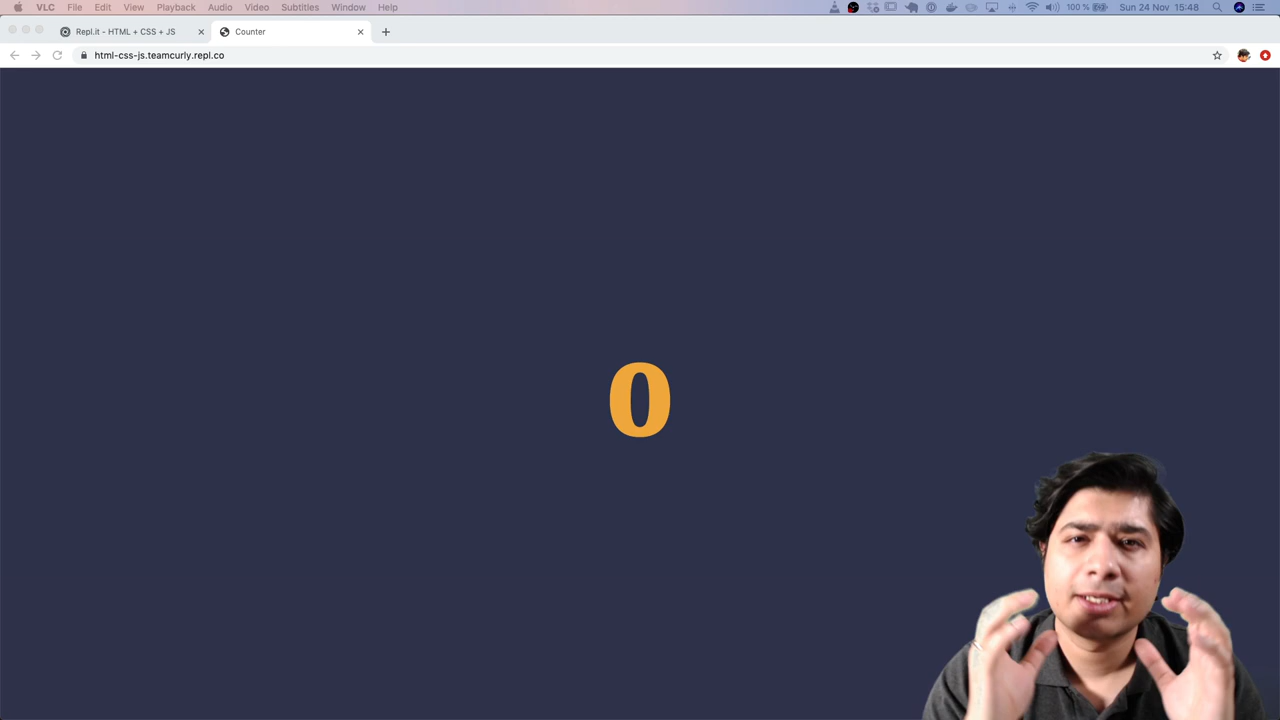 VLC File Edit View Playback Audio Video Subtitles Window Help 100 % Sun 24 Nov 15:48
Repl.it - HTML + CSS + JS Counter
html-css-js.teamcurly.repl.co
0